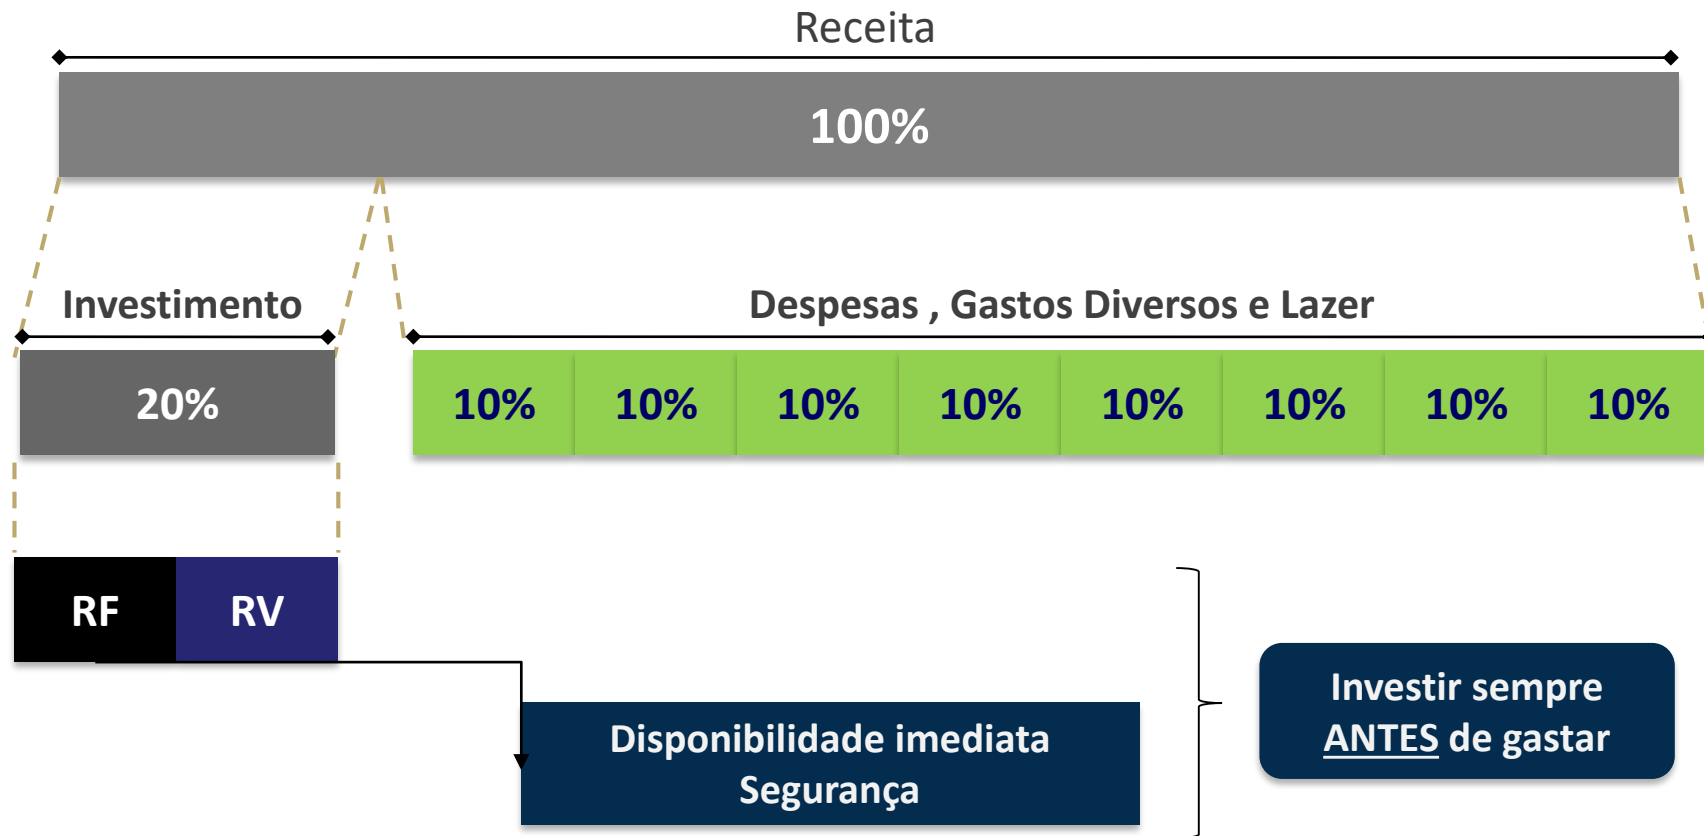 Receita
100%
Investimento
Despesas , Gastos Diversos e Lazer
20%
10% 10% 10% 10% 10% 10% 10% 10%
RF RV
Disponibilidade imediata
Segurança
Investir sempre
ANTES de gastar